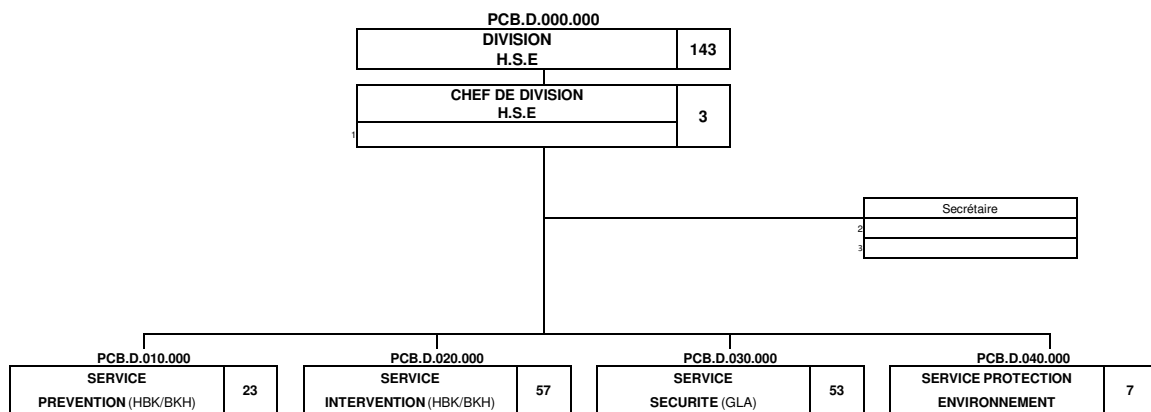 PCB.D.000.000
DIVISION
H.S.E
143
CHEF DE DIVISION
H.S.E
3
1
Secrétaire
2
3
PCB.D.010.000
SERVICE
PREVENTION (HBK/BKH)
23
PCB.D.020.000
SERVICE
INTERVENTION (HBK/BKH)
57
PCB.D.030.000
SERVICE
SECURITE (GLA)
53
PCB.D.040.000
SERVICE PROTECTION
ENVIRONNEMENT
7